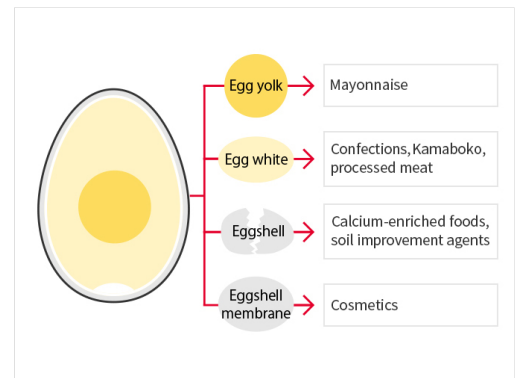 Egg yolk
Mayonnaise
Egg white
Confections, Kamaboko,
processed meat
Eggshell
Calcium-enriched foods,
soil improvement agents
Eggshell
membrane
Cosmetics